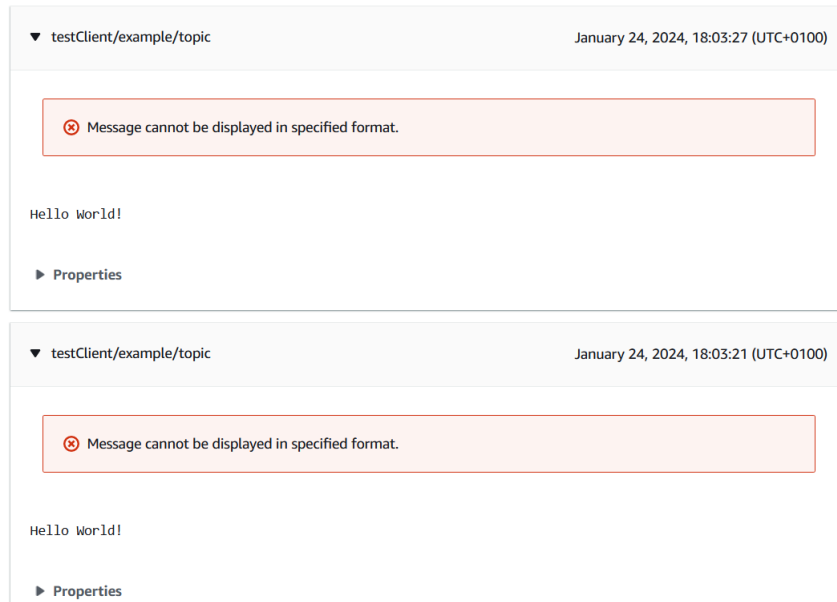 testClient/example/topic January 24, 2024, 18:03:27 (UTC+0100)
Message cannot be displayed in specified format.
Hello World!
Properties
testClient/example/topic January 24, 2024, 18:03:21 (UTC+0100)
Message cannot be displayed in specified format.
Hello World!
Properties